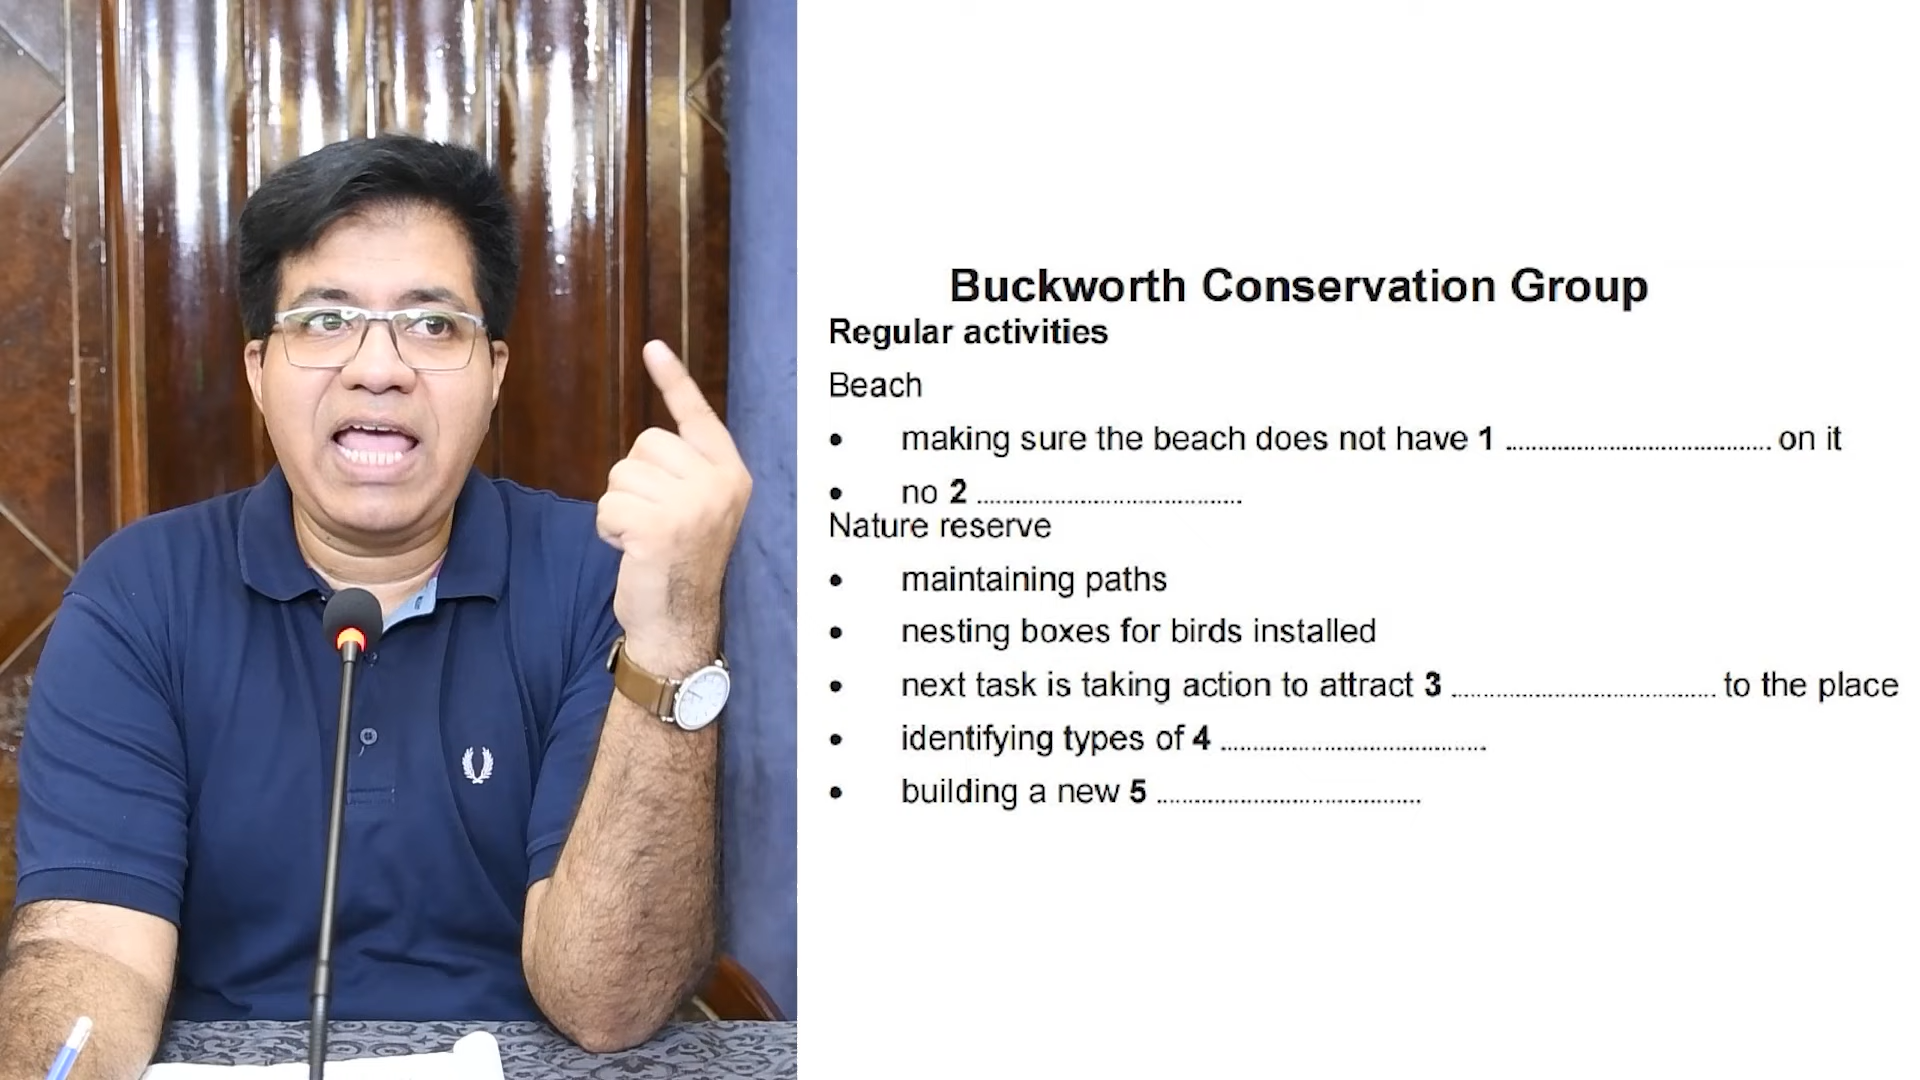 Buckworth Conservation Group
Regular activities
Beach
• making sure the beach does not have 1 .......................................... on it
• no 2 ..........................................
Nature reserve
• maintaining paths
• nesting boxes for birds installed
• next task is taking action to attract 3 .......................................... to the place
• identifying types of 4 ..........................................
• building a new 5 ..........................................